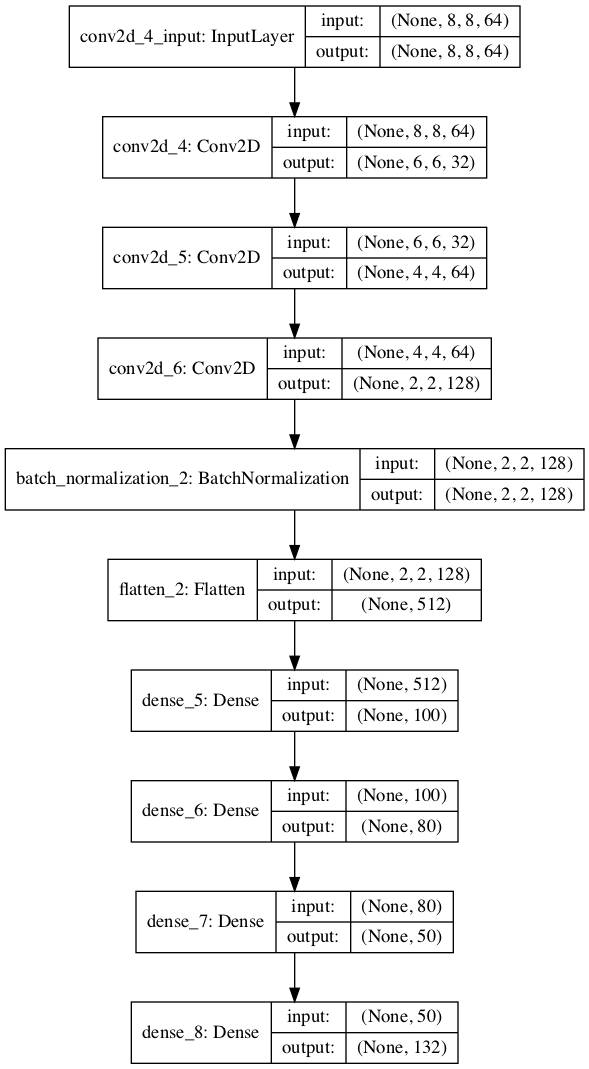 conv2d_4_input: InputLayer
input: (None, 8, 8, 64)
output: (None, 8, 8, 64)
conv2d_4: Conv2D
input: (None, 8, 8, 64)
output: (None, 6, 6, 32)
conv2d_5: Conv2D
input: (None, 6, 6, 32)
output: (None, 4, 4, 64)
conv2d_6: Conv2D
input: (None, 4, 4, 64)
output: (None, 2, 2, 128)
batch_normalization_2: BatchNormalization
input: (None, 2, 2, 128)
output: (None, 2, 2, 128)
flatten_2: Flatten
input: (None, 2, 2, 128)
output: (None, 512)
dense_5: Dense
input: (None, 512)
output: (None, 100)
dense_6: Dense
input: (None, 100)
output: (None, 80)
dense_7: Dense
input: (None, 80)
output: (None, 50)
dense_8: Dense
input: (None, 50)
output: (None, 132)